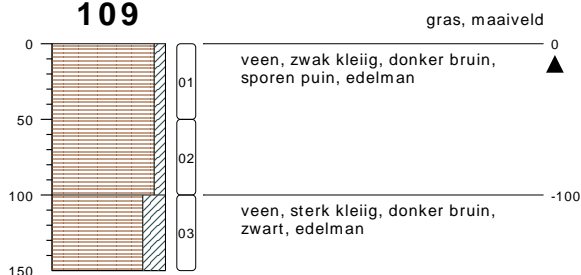 109
gras, maaiveld
0
0
veen, zwak kleiig, donker bruin,
sporen puin, edelman
01
50
02
100
-100
veen, sterk kleiig, donker bruin,
zwart, edelman
03
150